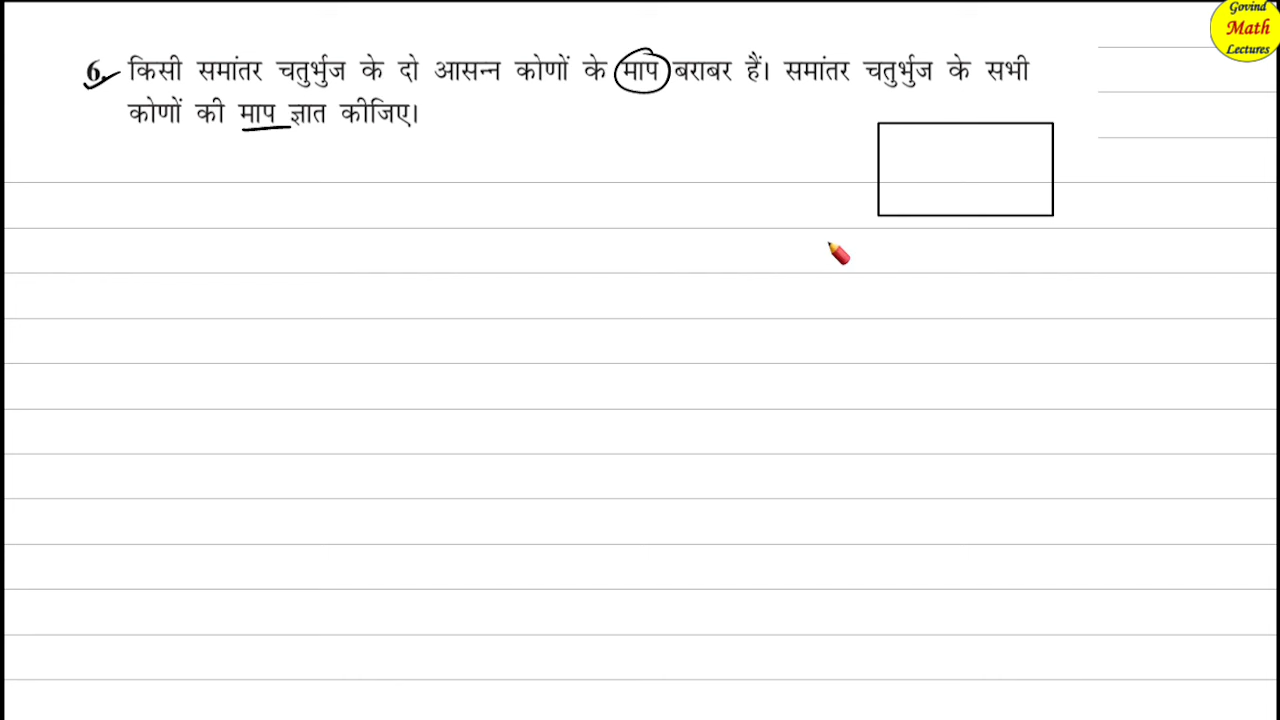 Govind
Math
Lectures
6. किसी समांतर चतुर्भुज के दो आसन्न कोणों के माप बराबर हैं। समांतर चतुर्भुज के सभी
कोणों की माप ज्ञात कीजिए।